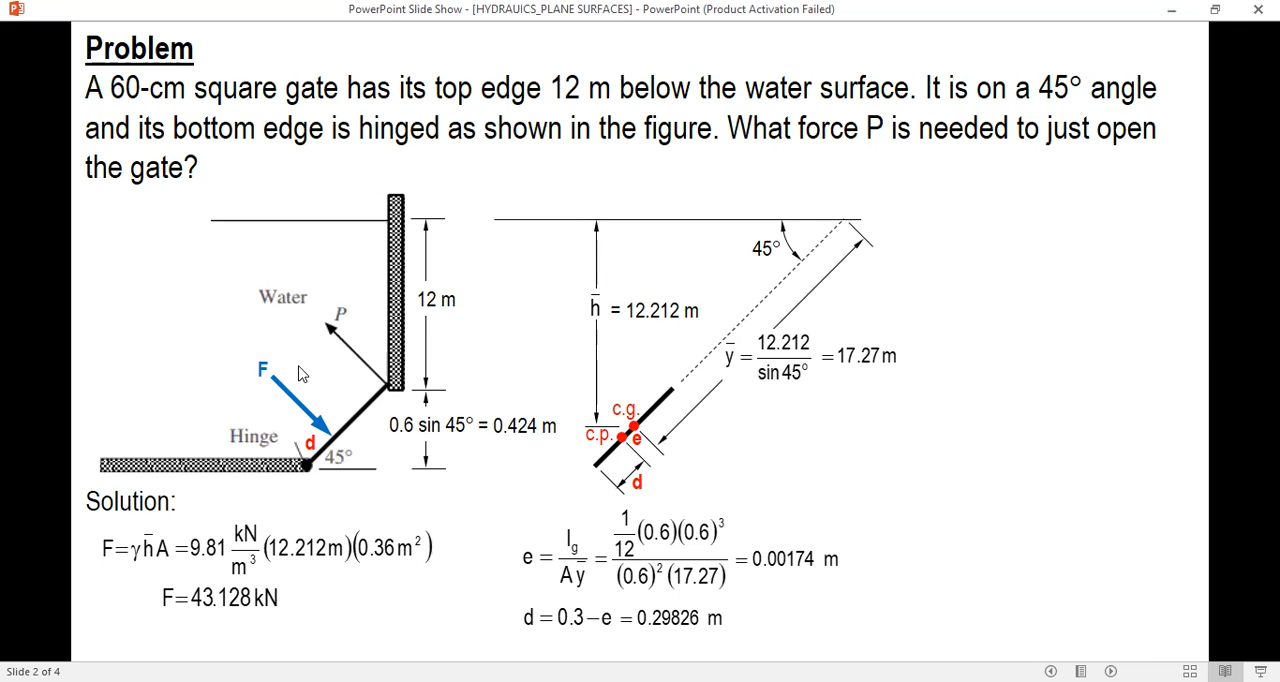 PowerPoint Slide Show - [HYDRAUICS_PLANE SURFACES] - PowerPoint (Product Activation Failed)
Problem
A 60-cm square gate has its top edge 12 m below the water surface. It is on a 45° angle
and its bottom edge is hinged as shown in the figure. What force P is needed to just open
the gate?
45°
Water
P
12 m
h̄ = 12.212 m
F
ȳ = 12.212 / sin 45° = 17.27 m
c.g.
0.6 sin 45° = 0.424 m
Hinge
d
c.p.
e
45°
d
Solution:
F = γ h̄ A = 9.81 kN/m³ (12.212 m)(0.36 m²)
F = 43.128 kN
e = I_g / A ȳ = 1/12 (0.6)(0.6)³ / (0.6)² (17.27) = 0.00174 m
d = 0.3 – e = 0.29826 m
Slide 2 of 4